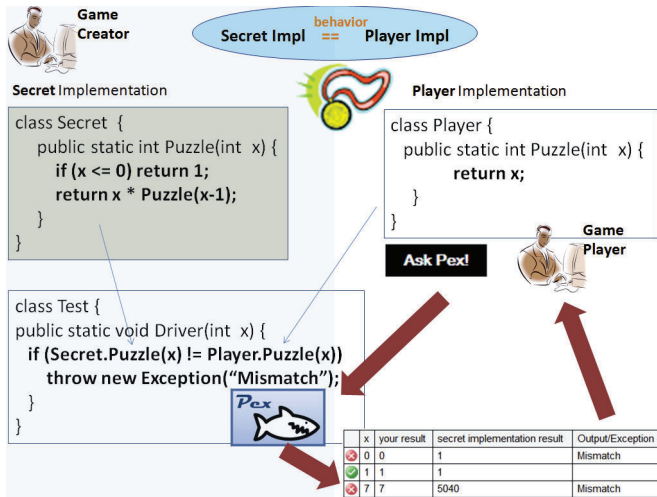 Game
Creator
behavior
Secret Impl == Player Impl
Secret Implementation
class Secret {
public static int Puzzle(int x) {
if (x <= 0) return 1;
return x * Puzzle(x-1);
}
}
Player Implementation
class Player {
public static int Puzzle(int x) {
return x;
}
}
Ask Pex!
Game
Player
class Test {
public static void Driver(int x) {
if (Secret.Puzzle(x) != Player.Puzzle(x))
throw new Exception(“Mismatch”);
}
}
Pex
x your result secret implementation result Output/Exception
0 0 1 Mismatch
1 1 1
7 7 5040 Mismatch